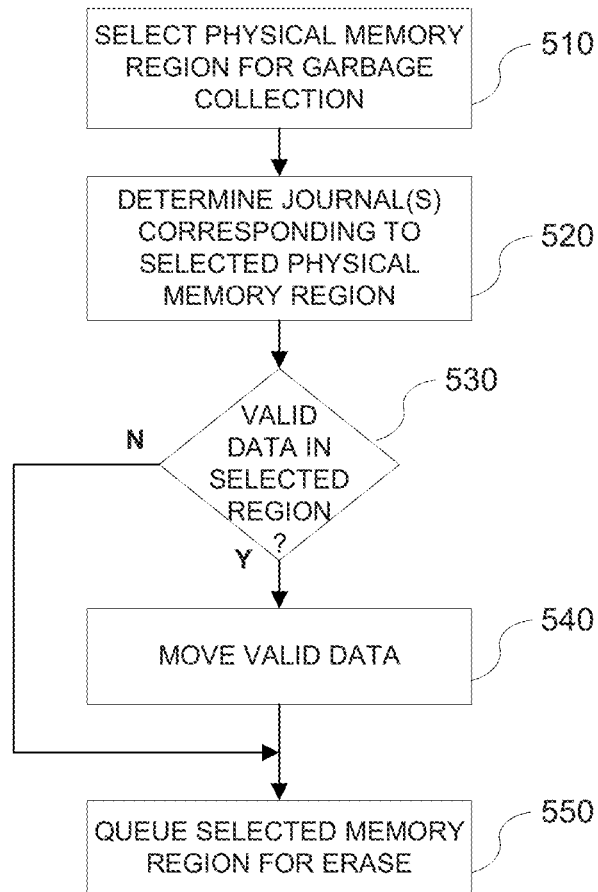 SELECT PHYSICAL MEMORY
REGION FOR GARBAGE
COLLECTION
510
DETERMINE JOURNAL(S)
CORRESPONDING TO
SELECTED PHYSICAL
MEMORY REGION
520
530
VALID
DATA IN
SELECTED
REGION
?
N
Y
MOVE VALID DATA
540
QUEUE SELECTED MEMORY
REGION FOR ERASE
550